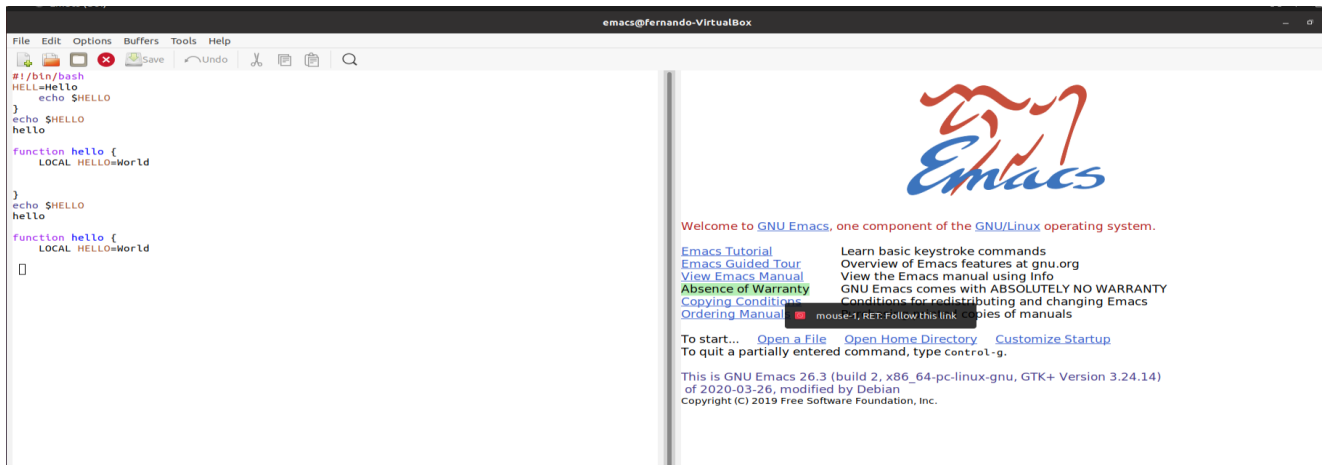 emacs@fernando-VirtualBox
File Edit Options Buffers Tools Help
Save Undo
#!/bin/bash
HELL=Hello
    echo $HELLO
}
echo $HELLO
hello

function hello {
    LOCAL HELLO=World

}
echo $HELLO
hello

function hello {
    LOCAL HELLO=World

Emacs
Welcome to GNU Emacs, one component of the GNU/Linux operating system.
Emacs Tutorial Learn basic keystroke commands
Emacs Guided Tour Overview of Emacs features at gnu.org
View Emacs Manual View the Emacs manual using Info
Absence of Warranty GNU Emacs comes with ABSOLUTELY NO WARRANTY
Copying Conditions Conditions for redistributing and changing Emacs
Ordering Manuals copies of manuals
mouse-1, RET: Follow this link
To start... Open a File Open Home Directory Customize Startup
To quit a partially entered command, type control-g.
This is GNU Emacs 26.3 (build 2, x86_64-pc-linux-gnu, GTK+ Version 3.24.14)
of 2020-03-26, modified by Debian
Copyright (C) 2019 Free Software Foundation, Inc.